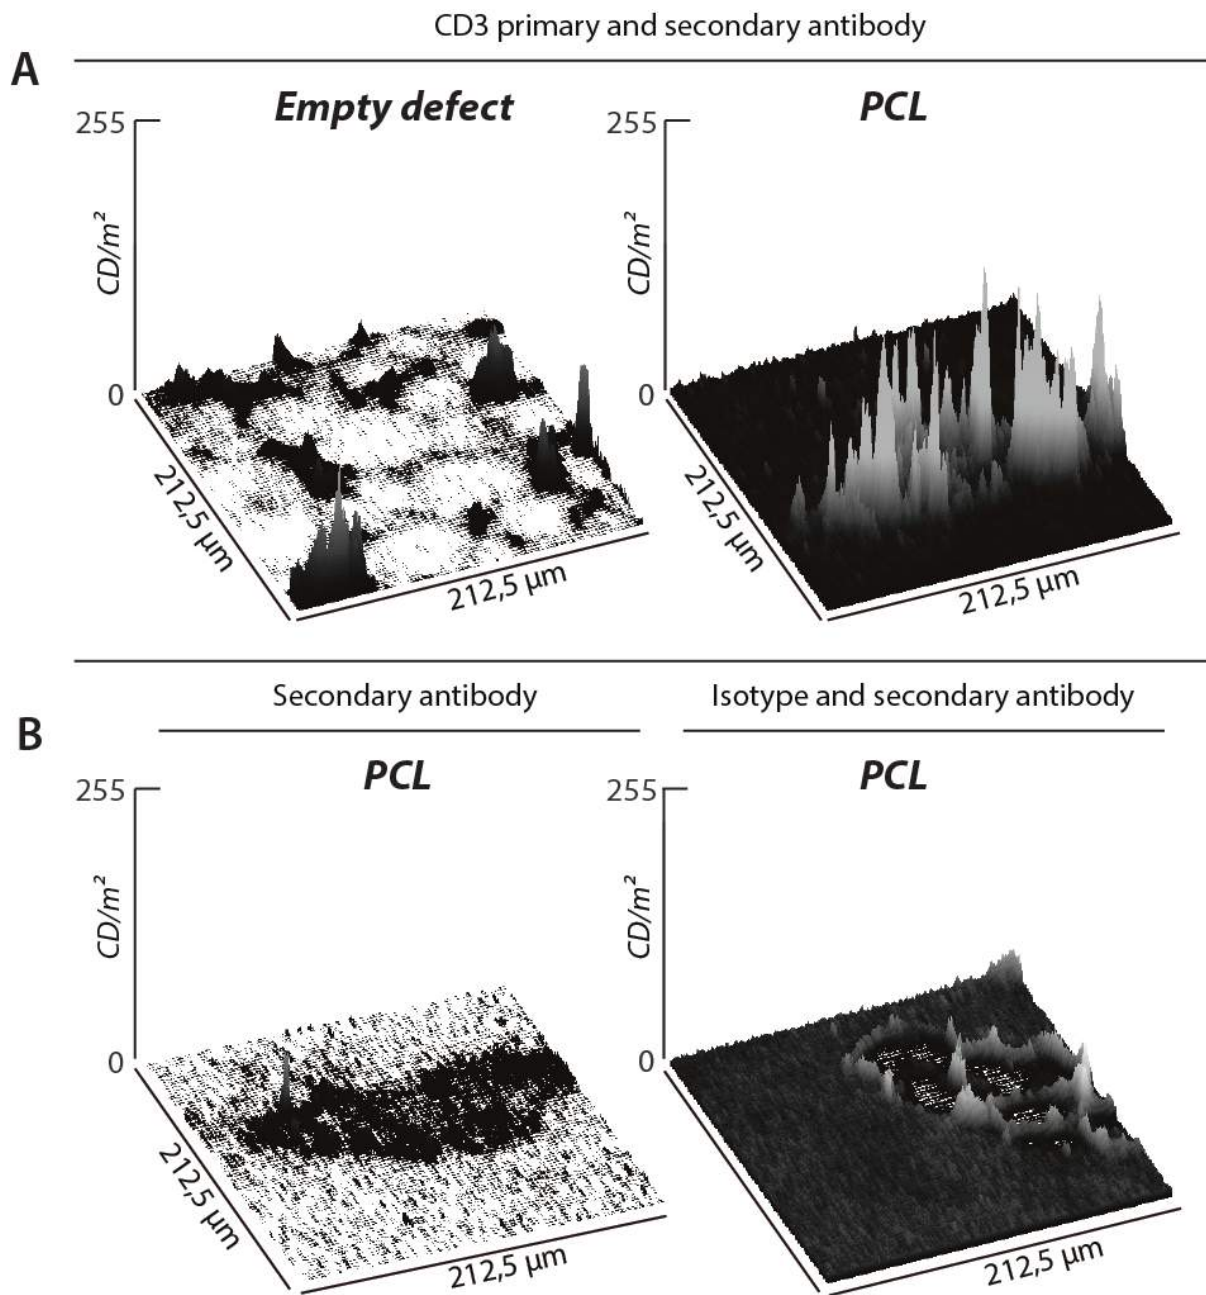 CD3 primary and secondary antibody
A
Empty defect
PCL
255
255
CD/m²
CD/m²
0
0
212,5 µm
212,5 µm
212,5 µm
212,5 µm
Secondary antibody
Isotype and secondary antibody
B
PCL
PCL
255
255
CD/m²
CD/m²
0
0
212,5 µm
212,5 µm
212,5 µm
212,5 µm